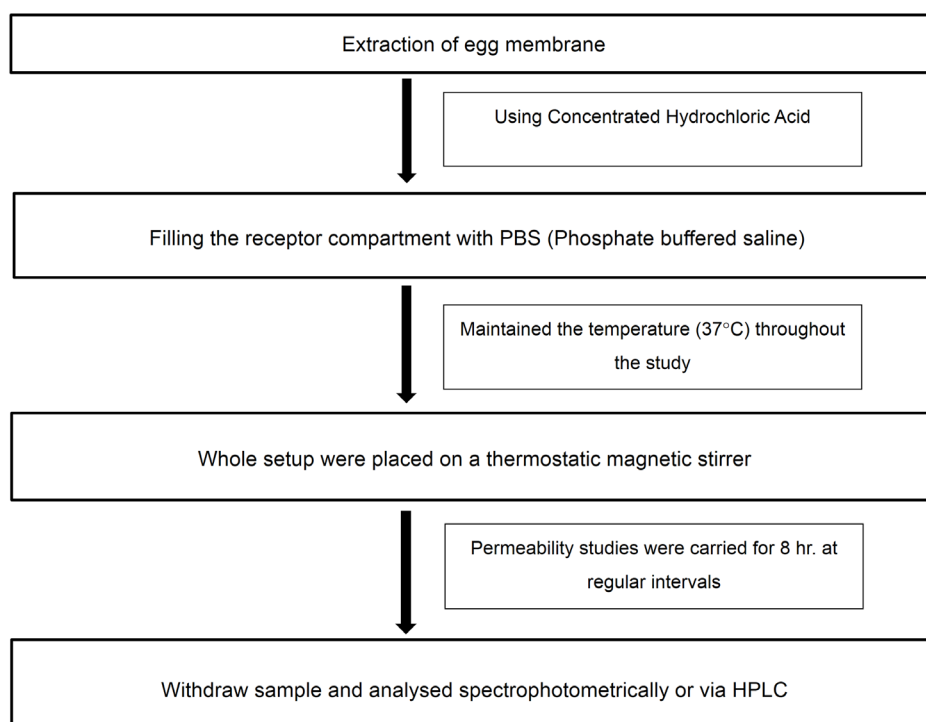 Extraction of egg membrane
Using Concentrated Hydrochloric Acid
Filling the receptor compartment with PBS (Phosphate buffered saline)
Maintained the temperature (37°C) throughout
the study
Whole setup were placed on a thermostatic magnetic stirrer
Permeability studies were carried for 8 hr. at
regular intervals
Withdraw sample and analysed spectrophotometrically or via HPLC